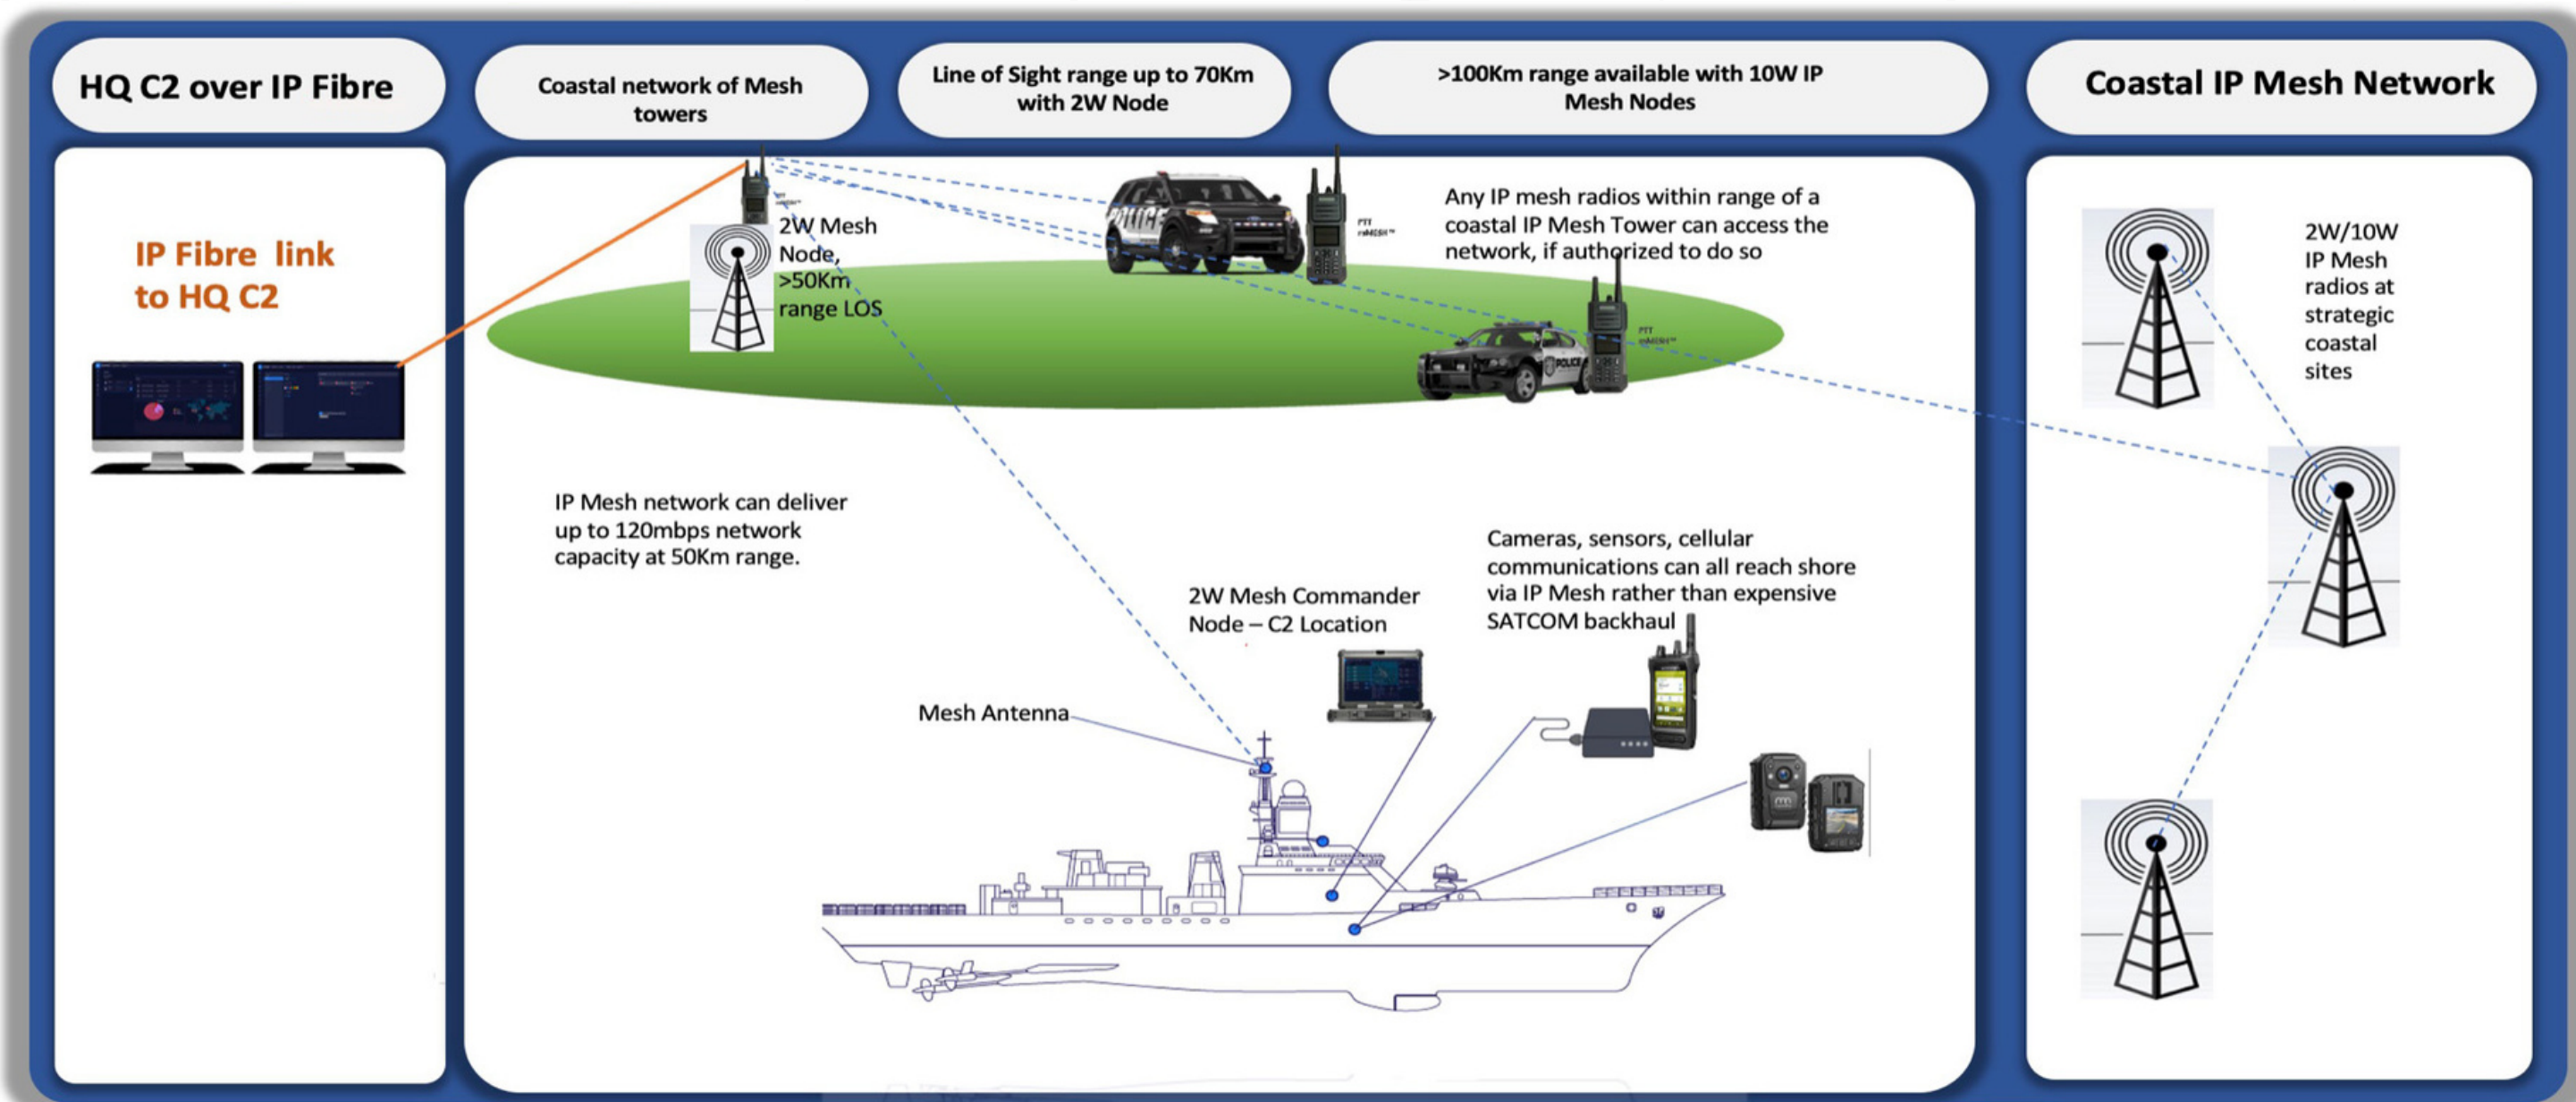 HQ C2 over IP Fibre
Coastal network of Mesh
towers
Line of Sight range up to 70Km
with 2W Node
>100Km range available with 10W IP
Mesh Nodes
Coastal IP Mesh Network
IP Fibre link
to HQ C2
2W Mesh
Node,
>50Km
range LOS
POLICE
PTT
Any IP mesh radios within range of a
coastal IP Mesh Tower can access the
network, if authorized to do so
POLICE
PTT
2W/10W
IP Mesh
radios at
strategic
coastal
sites
IP Mesh network can deliver
up to 120mbps network
capacity at 50Km range.
Cameras, sensors, cellular
communications can all reach shore
via IP Mesh rather than expensive
SATCOM backhaul
2W Mesh Commander
Node – C2 Location
Mesh Antenna